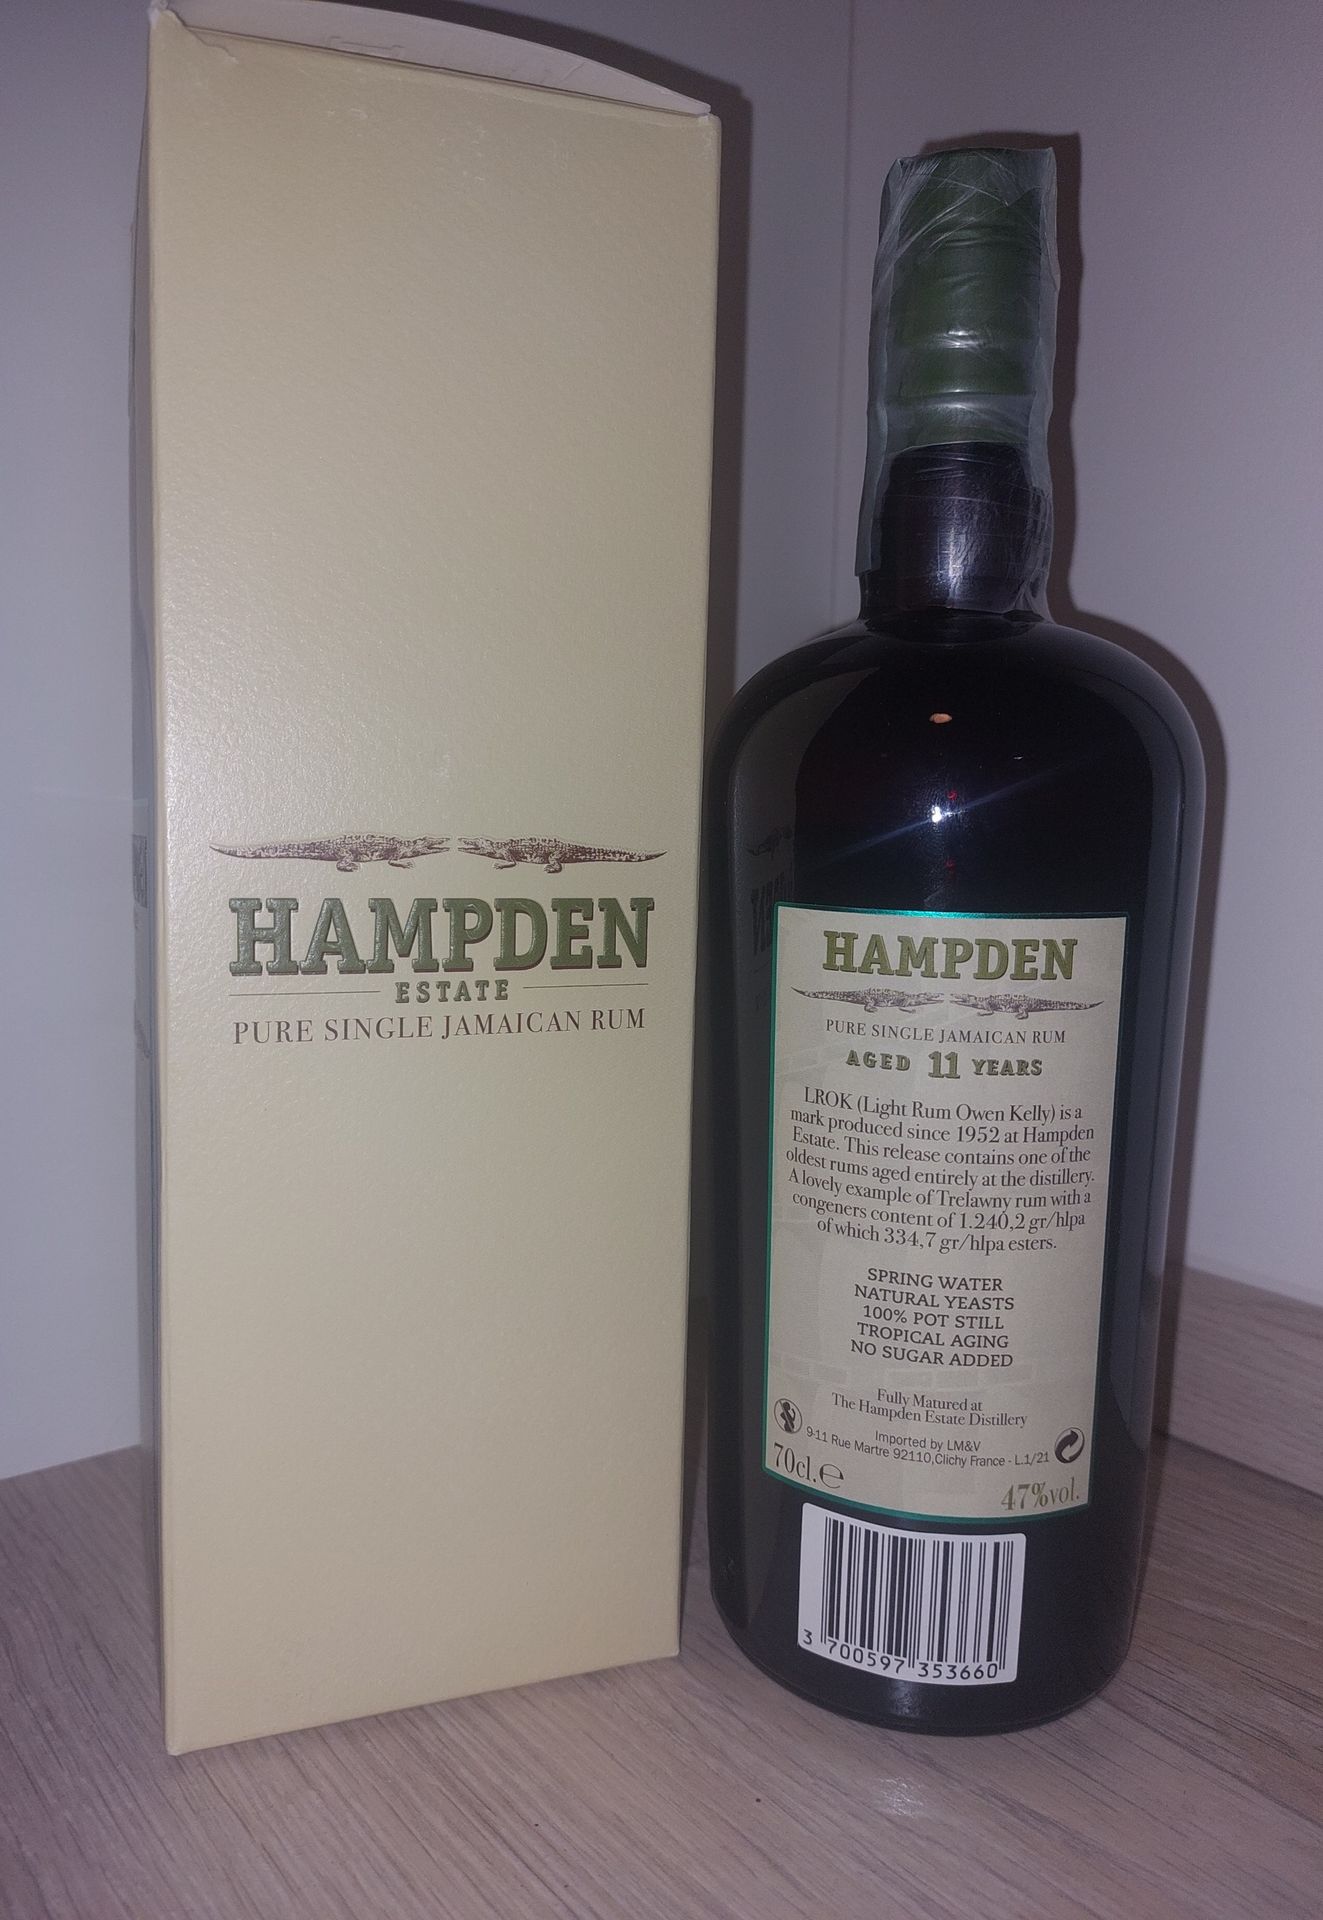 HAMPDEN
ESTATE
PURE SINGLE JAMAICAN RUM
HAMPDEN
PURE SINGLE JAMAICAN RUM
AGED 11 YEARS
LROK (Light Rum Owen Kelly) is a
mark produced since 1952 at Hampden
Estate. This release contains one of the
oldest rums aged entirely at the distillery.
A lovely example of Trelawny rum with a
congeners content of 1.240,2 gr/hlpa
of which 334,7 gr/hlpa esters.
SPRING WATER
NATURAL YEASTS
100% POT STILL
TROPICAL AGING
NO SUGAR ADDED
Fully Matured at
The Hampden Estate Distillery
Imported by LM&V
9-11 Rue Martre 92110,Clichy France - L.1/21
70cl.e
47%vol.
3 700597 353660